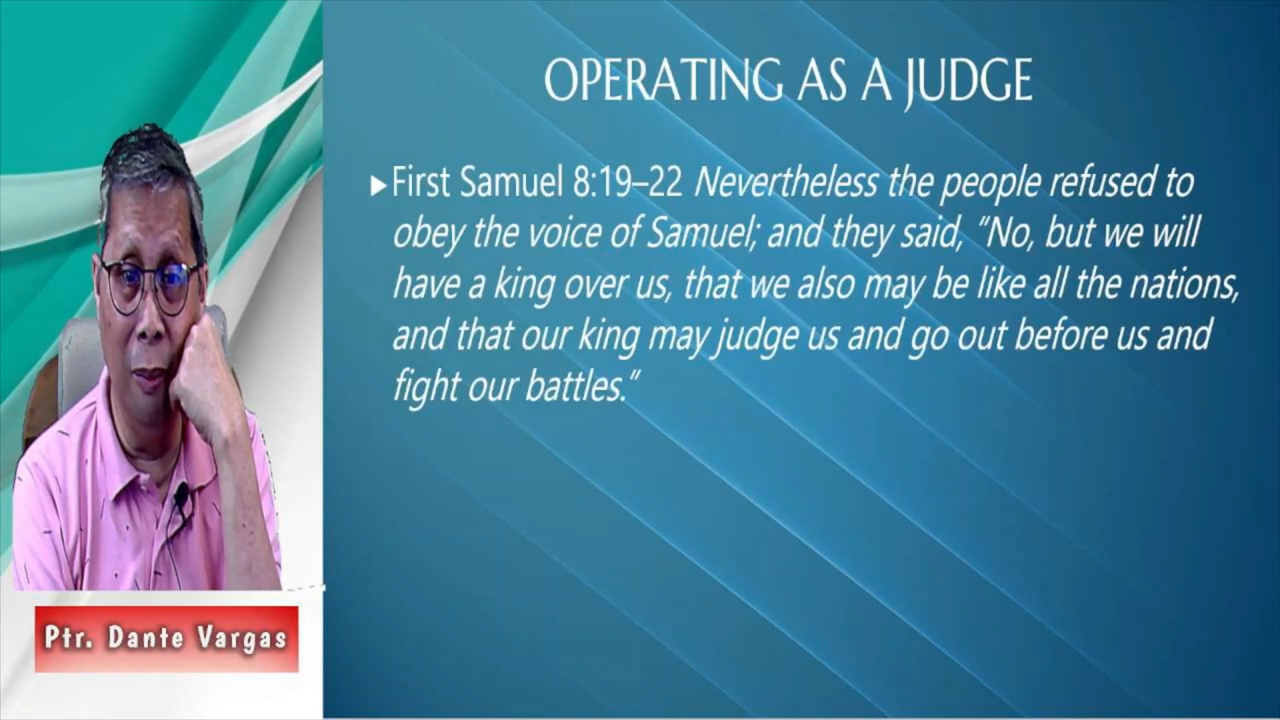 OPERATING AS A JUDGE
First Samuel 8:19–22 Nevertheless the people refused to
obey the voice of Samuel; and they said, “No, but we will
have a king over us, that we also may be like all the nations,
and that our king may judge us and go out before us and
fight our battles.”
Ptr. Dante Vargas